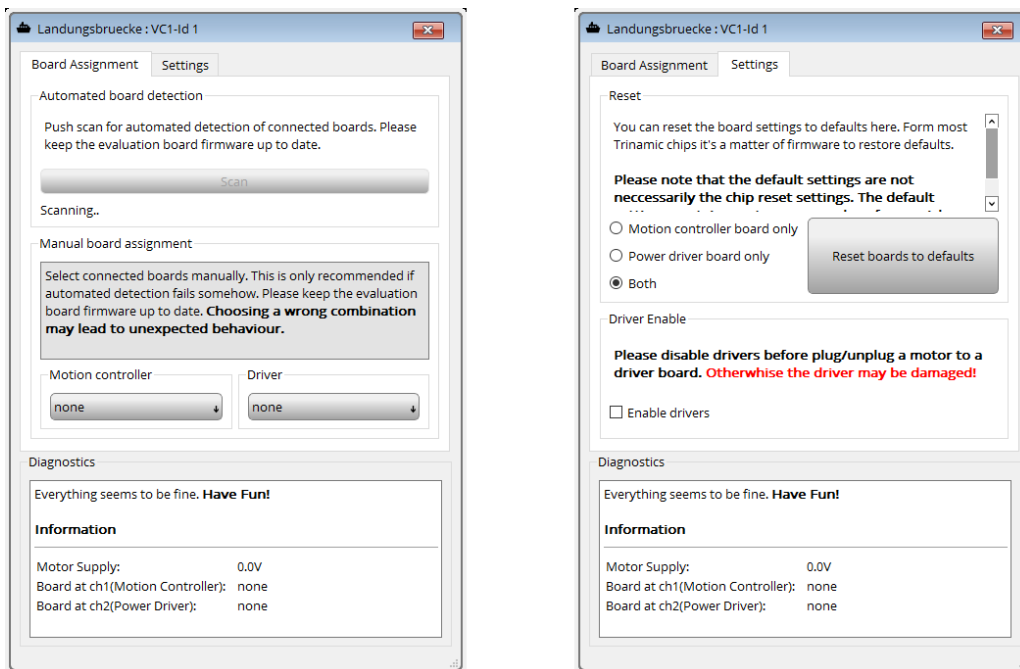 Landungsbruecke : VC1-Id 1
Board Assignment
Settings
Automated board detection
Push scan for automated detection of connected boards. Please
keep the evaluation board firmware up to date.
Scan
Scanning..
Manual board assignment
Select connected boards manually. This is only recommended if
automated detection fails somehow. Please keep the evaluation
board firmware up to date. Choosing a wrong combination
may lead to unexpected behaviour.
Motion controller
Driver
none
none
Diagnostics
Everything seems to be fine. Have Fun!
Information
Motor Supply: 0.0V
Board at ch1(Motion Controller): none
Board at ch2(Power Driver): none
Landungsbruecke : VC1-Id 1
Board Assignment
Settings
Reset
You can reset the board settings to defaults here. Form most
Trinamic chips it's a matter of firmware to restore defaults.
Please note that the default settings are not
neccessarily the chip reset settings. The default
Motion controller board only
Power driver board only
Both
Reset boards to defaults
Driver Enable
Please disable drivers before plug/unplug a motor to a
driver board. Otherwhise the driver may be damaged!
Enable drivers
Diagnostics
Everything seems to be fine. Have Fun!
Information
Motor Supply: 0.0V
Board at ch1(Motion Controller): none
Board at ch2(Power Driver): none